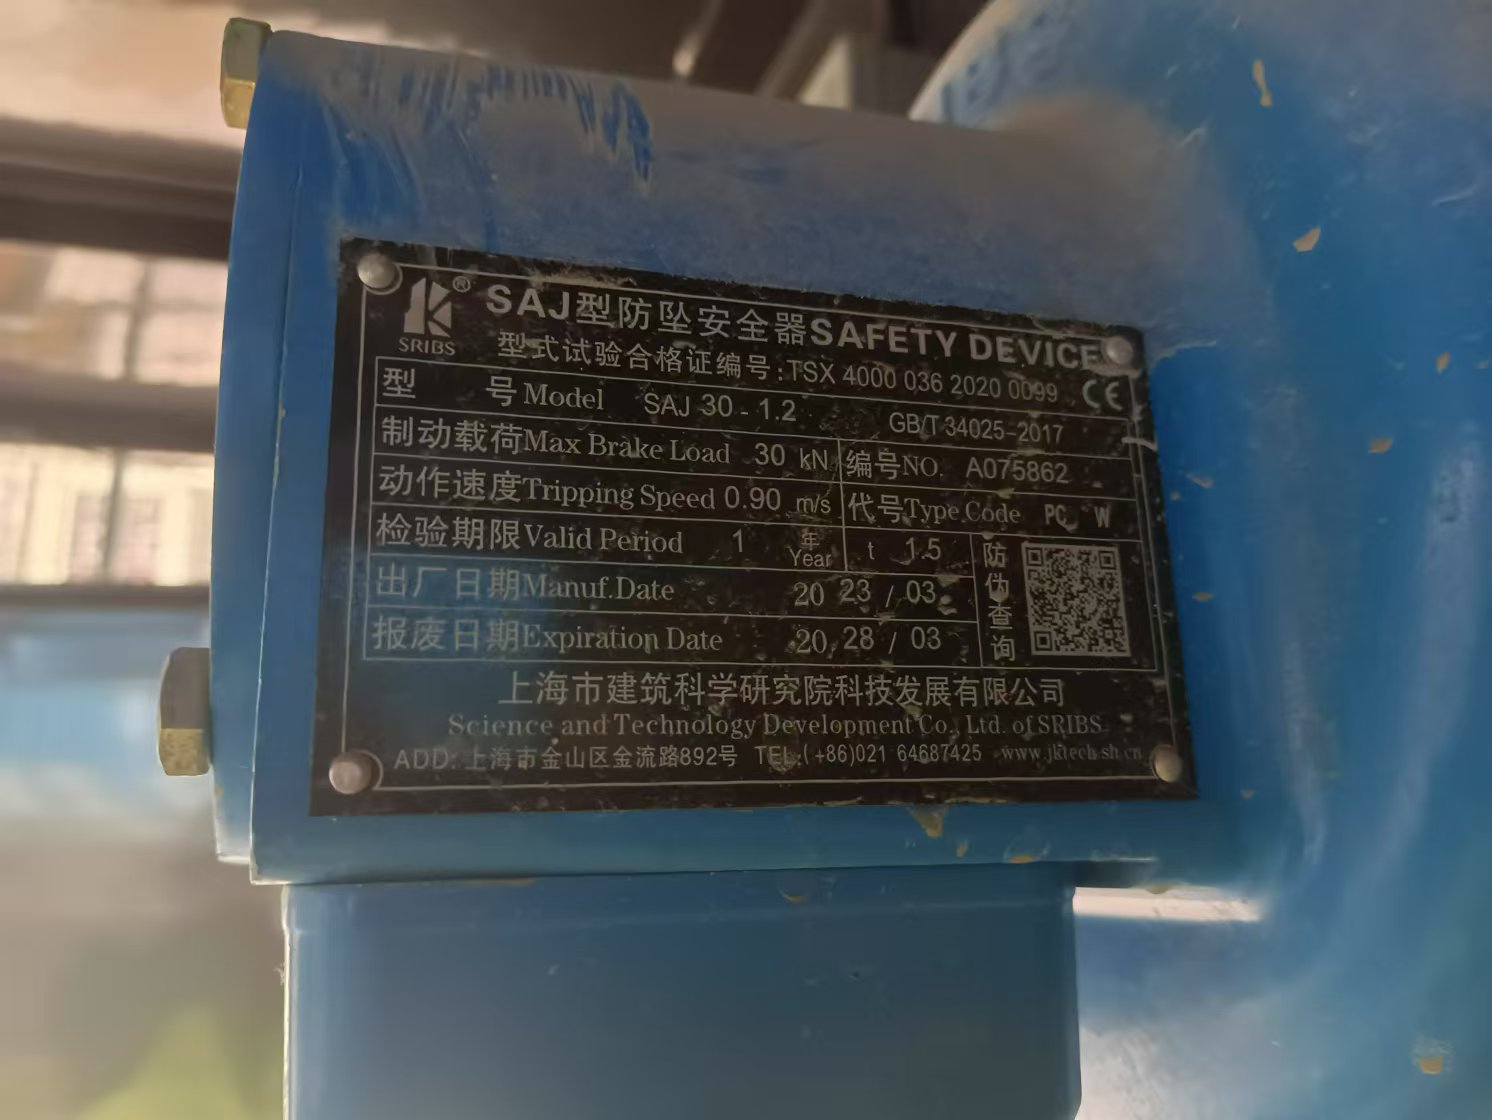 SRIBS ®
SAJ型防坠安全器SAFETY DEVICE
型式试验合格证编号:TSX 4000 036 2020 0099 CE
型 号Model SAJ 30 - 1.2 GB/T 34025-2017
制动载荷Max Brake Load 30 kN 编号NO. A075862
动作速度Tripping Speed 0.90 m/s 代号Type Code PC W
检验期限Valid Period 1 年 Year t 1.5
出厂日期Manuf.Date 2023 / 03
报废日期Expiration Date 2028 / 03
防伪查询
上海市建筑科学研究院科技发展有限公司
Science and Technology Development Co., Ltd. of SRIBS.
ADD: 上海市金山区金流路892号 TEL:(+86)021 64687425 www.jktech.sh.cn